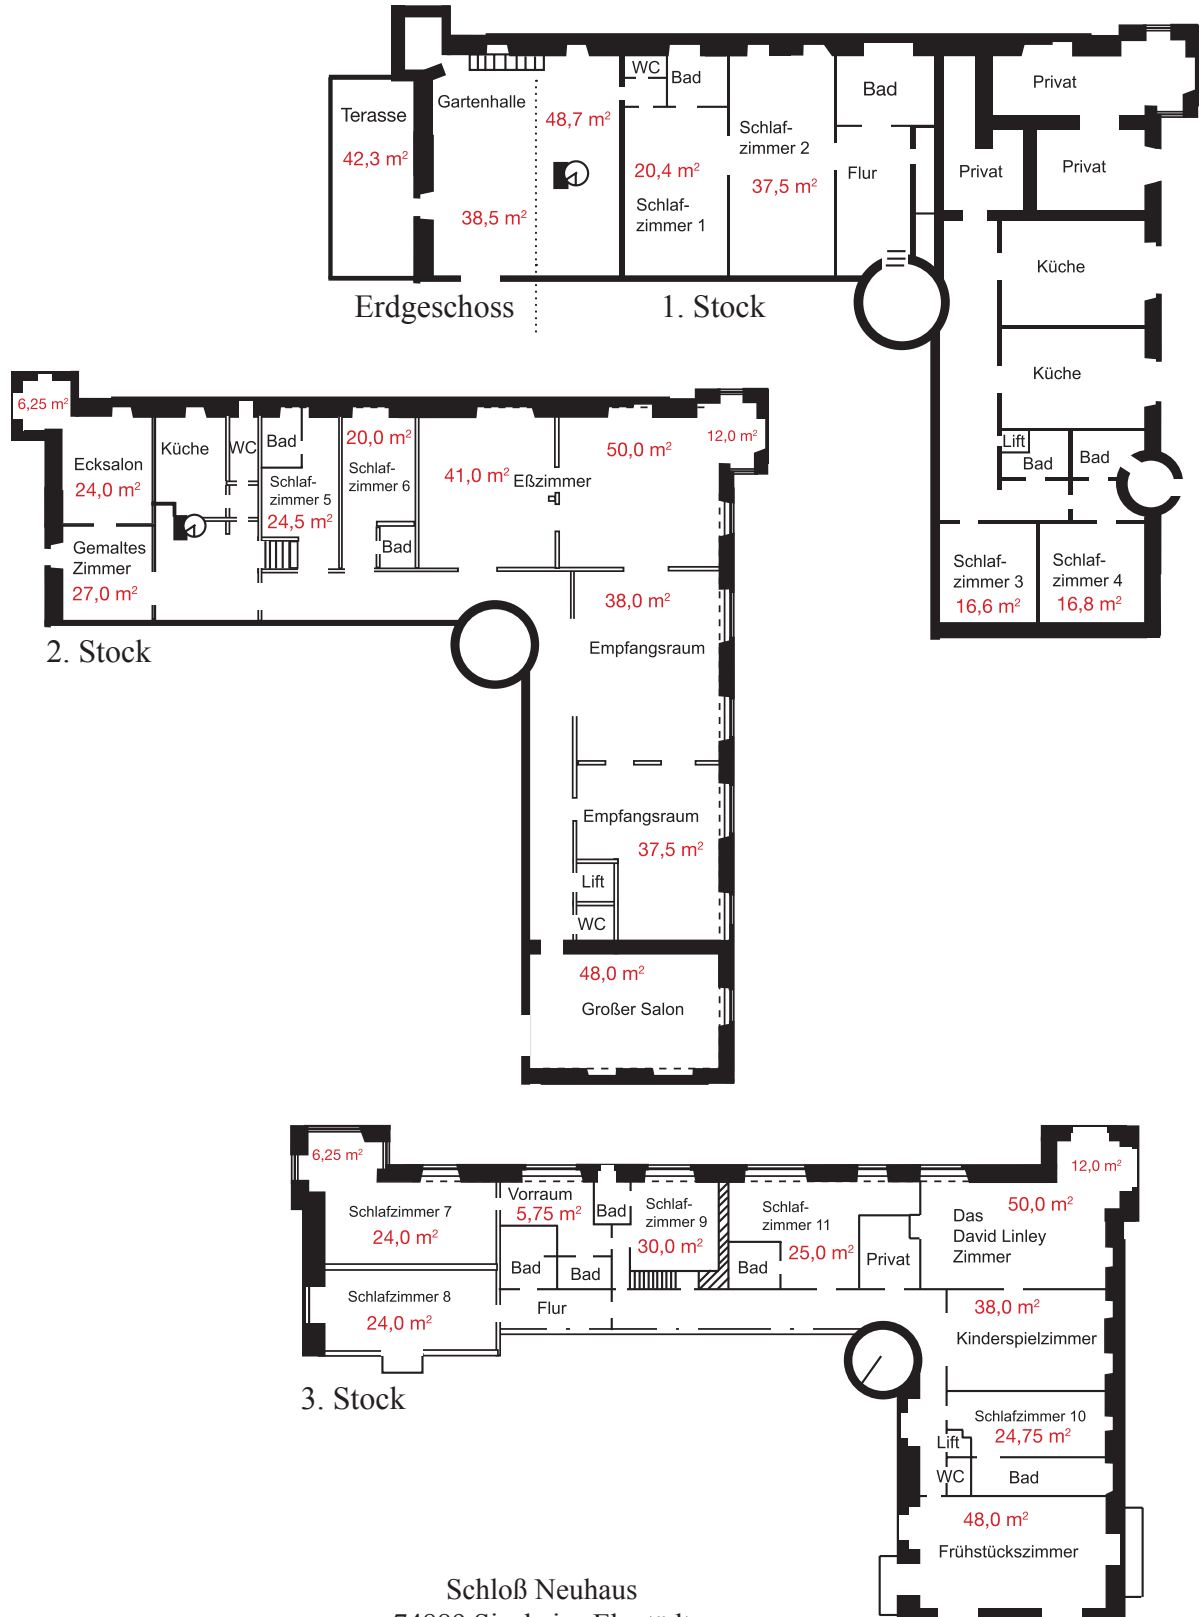 Terasse
42,3 m²
Gartenhalle
38,5 m²
48,7 m²
WC
Bad
20,4 m²
Schlaf-
zimmer 1
Schlaf-
zimmer 2
37,5 m²
Bad
Flur
Privat
Privat
Privat
Küche
Küche
Lift
Bad
Bad
Schlaf-
zimmer 3
16,6 m²
Schlaf-
zimmer 4
16,8 m²
Erdgeschoss
1. Stock
6,25 m²
Ecksalon
24,0 m²
Küche
WC
Bad
Schlaf-
zimmer 5
24,5 m²
20,0 m²
Schlaf-
zimmer 6
Bad
41,0 m²
Eßzimmer
50,0 m²
12,0 m²
Gemaltes
Zimmer
27,0 m²
38,0 m²
Empfangsraum
2. Stock
Empfangsraum
37,5 m²
Lift
WC
48,0 m²
Großer Salon
6,25 m²
Schlafzimmer 7
24,0 m²
Vorraum
5,75 m²
Bad
Schlaf-
zimmer 9
30,0 m²
Bad
Bad
Schlaf-
zimmer 11
25,0 m²
Bad
Privat
12,0 m²
50,0 m²
Das
David Linley
Zimmer
Schlafzimmer 8
24,0 m²
Flur
38,0 m²
Kinderspielzimmer
3. Stock
Schlafzimmer 10
24,75 m²
Lift
WC
Bad
48,0 m²
Frühstückszimmer
Schloß Neuhaus